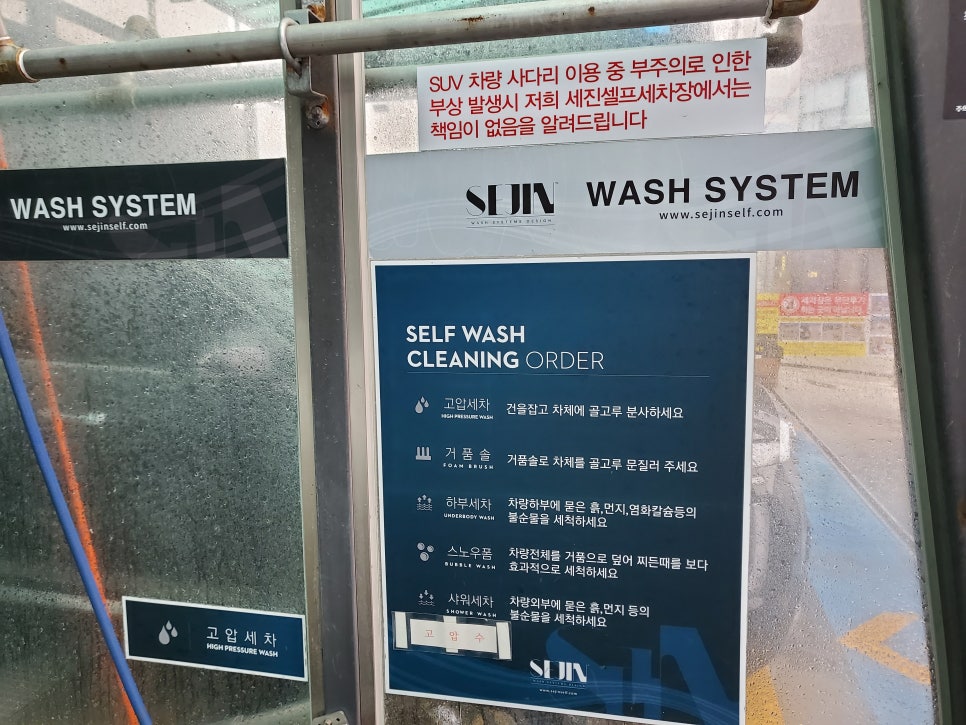 SUV 차량 사다리 이용 중 부주의로 인한
부상 발생시 저희 세진셀프세차장에서는
책임이 없음을 알려드립니다
WASH SYSTEM
www.sejinself.com
SEJIN
WASH SYSTEMS DESIGN
WASH SYSTEM
www.sejinself.com
SELF WASH
CLEANING ORDER
고압세차
HIGH PRESSURE WASH
건을잡고 차체에 골고루 분사하세요
거품솔
FOAM BRUSH
거품솔로 차체를 골고루 문질러 주세요
하부세차
UNDERBODY WASH
차량하부에 묻은 흙,먼지,염화칼슘등의
불순물을 세척하세요
스노우폼
BUBBLE WASH
차량전체를 거품으로 덮어 찌든때를 보다
효과적으로 세척하세요
샤워세차
SHOWER WASH
차량외부에 묻은 흙,먼지 등의
불순물을 세척하세요
고 압 수
SEJIN
WASH SYSTEMS DESIGN
www.sejinself.com
고압세차
HIGH PRESSURE WASH